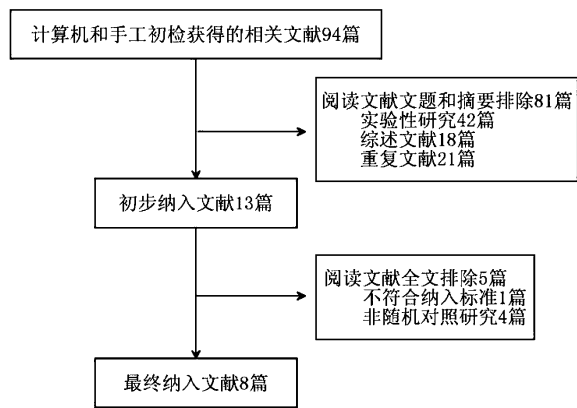 计算机和手工初检获得的相关文献94篇
阅读文献文题和摘要排除81篇
实验性研究42篇
综述文献18篇
重复文献21篇
初步纳入文献13篇
阅读文献全文排除5篇
不符合纳入标准1篇
非随机对照研究4篇
最终纳入文献8篇